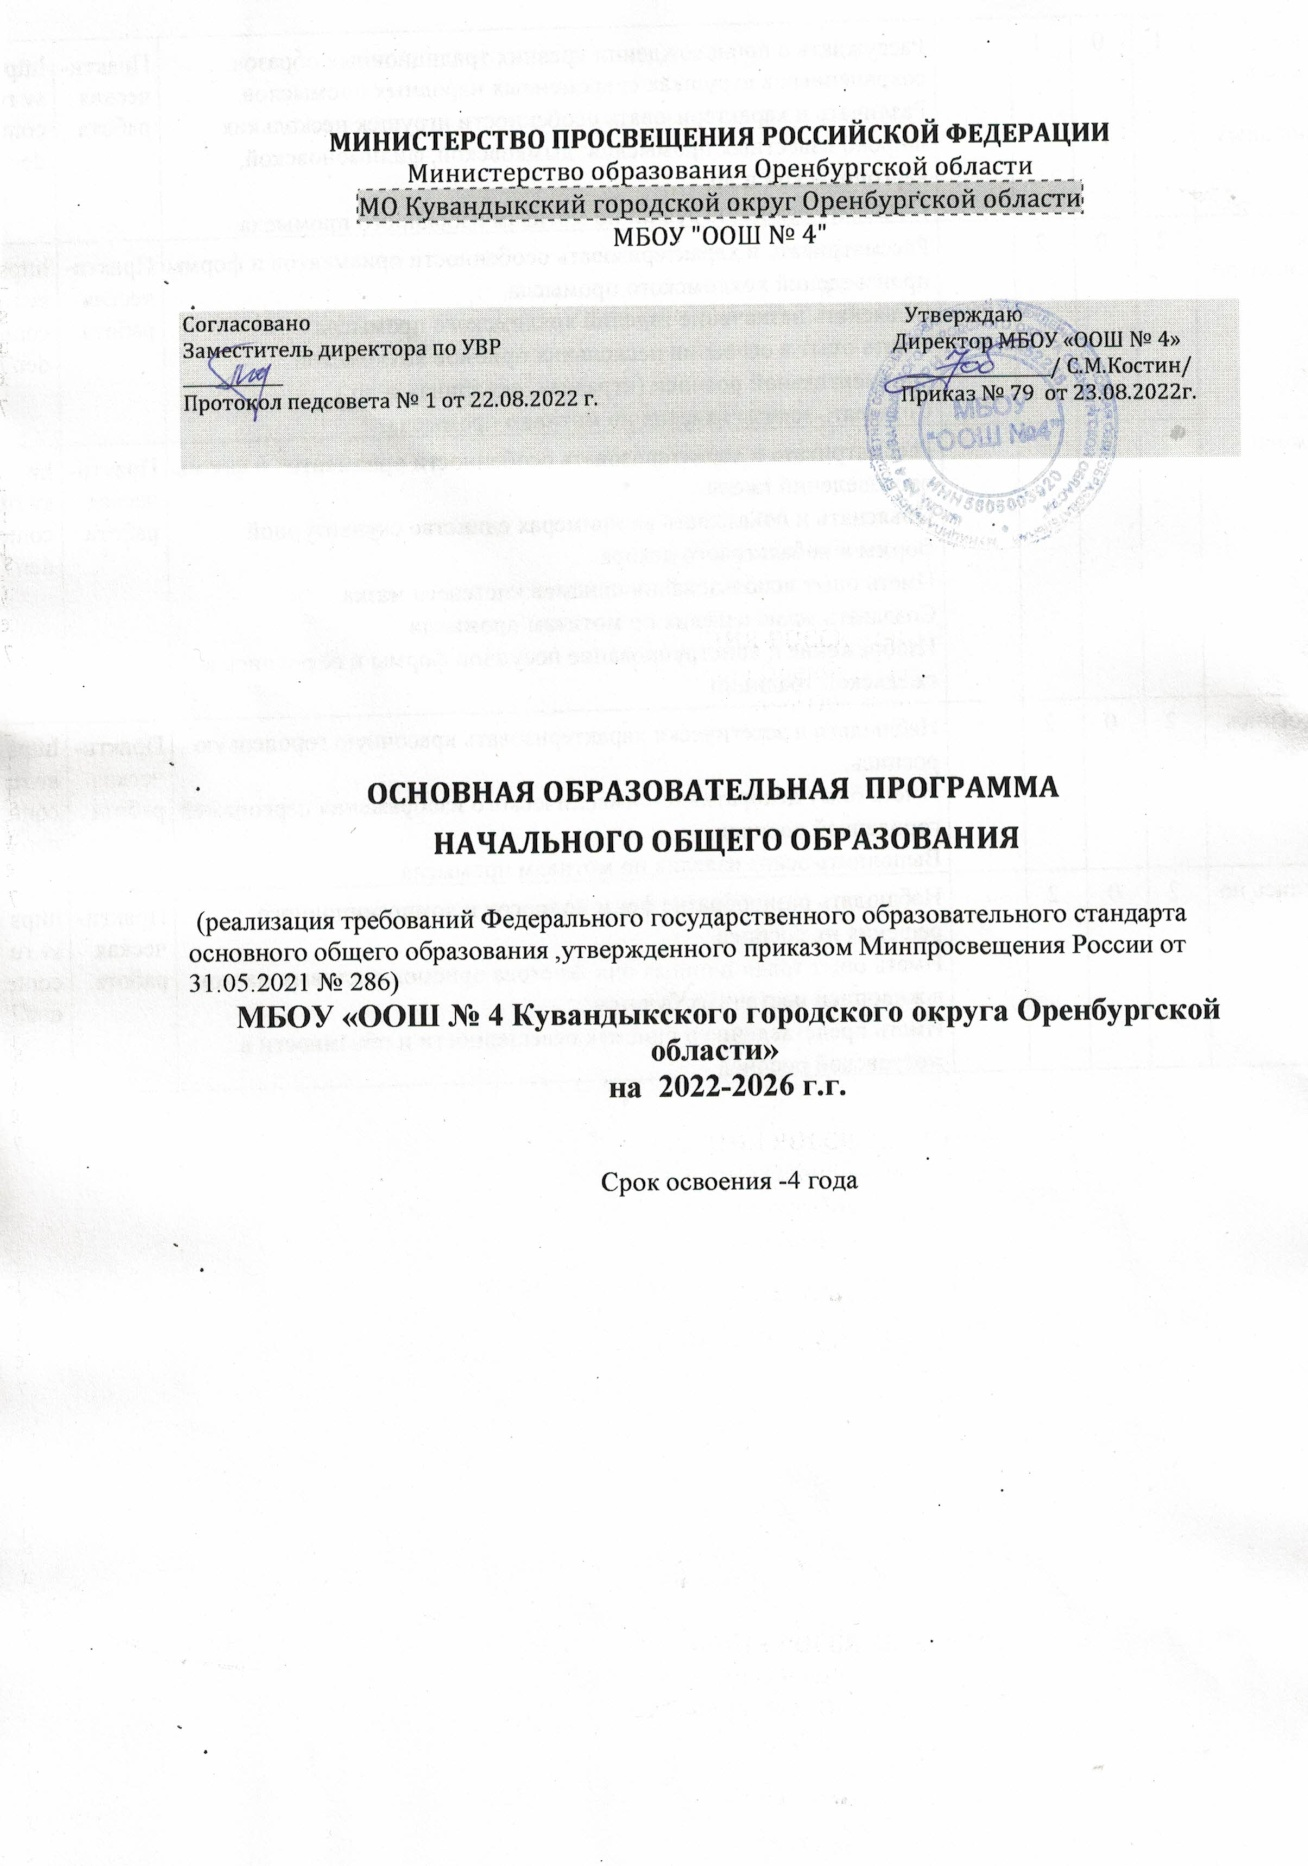 МИНИСТЕРСТВО ПРОСВЕЩЕНИЯ РОССИЙСКОЙ ФЕДЕРАЦИИ
Министерство образования Оренбургской области
МО Кувандыкский городской округ Оренбургской области
МБОУ "ООШ № 4"
Согласовано
Заместитель директора по УВР
Протокол педсовета № 1 от 22.08.2022 г.
Утверждаю
Директор МБОУ «ООШ № 4»
/ С.М.Костин/
Приказ № 79 от 23.08.2022г.
МБОУ
"ООШ №4"
ОСНОВНАЯ ОБРАЗОВАТЕЛЬНАЯ ПРОГРАММА
НАЧАЛЬНОГО ОБЩЕГО ОБРАЗОВАНИЯ
(реализация требований Федерального государственного образовательного стандарта
основного общего образования ,утвержденного приказом Минпросвещения России от
31.05.2021 № 286)
МБОУ «ООШ № 4 Кувандыкского городского округа Оренбургской
области»
на 2022-2026 г.г.
Срок освоения -4 года